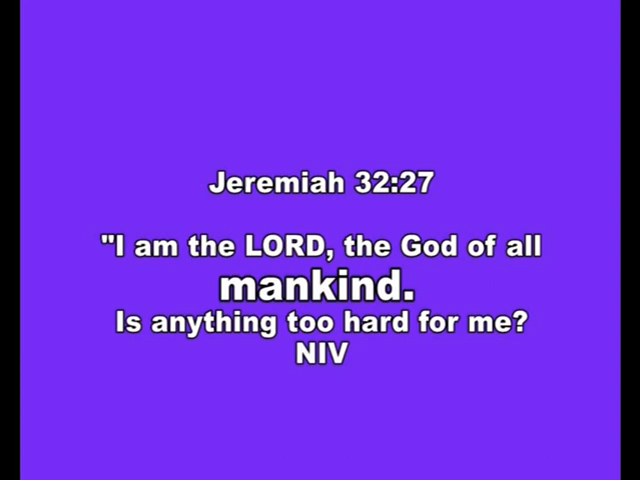 Jeremiah 32:27
"I am the LORD, the God of all
mankind.
Is anything too hard for me?
NIV